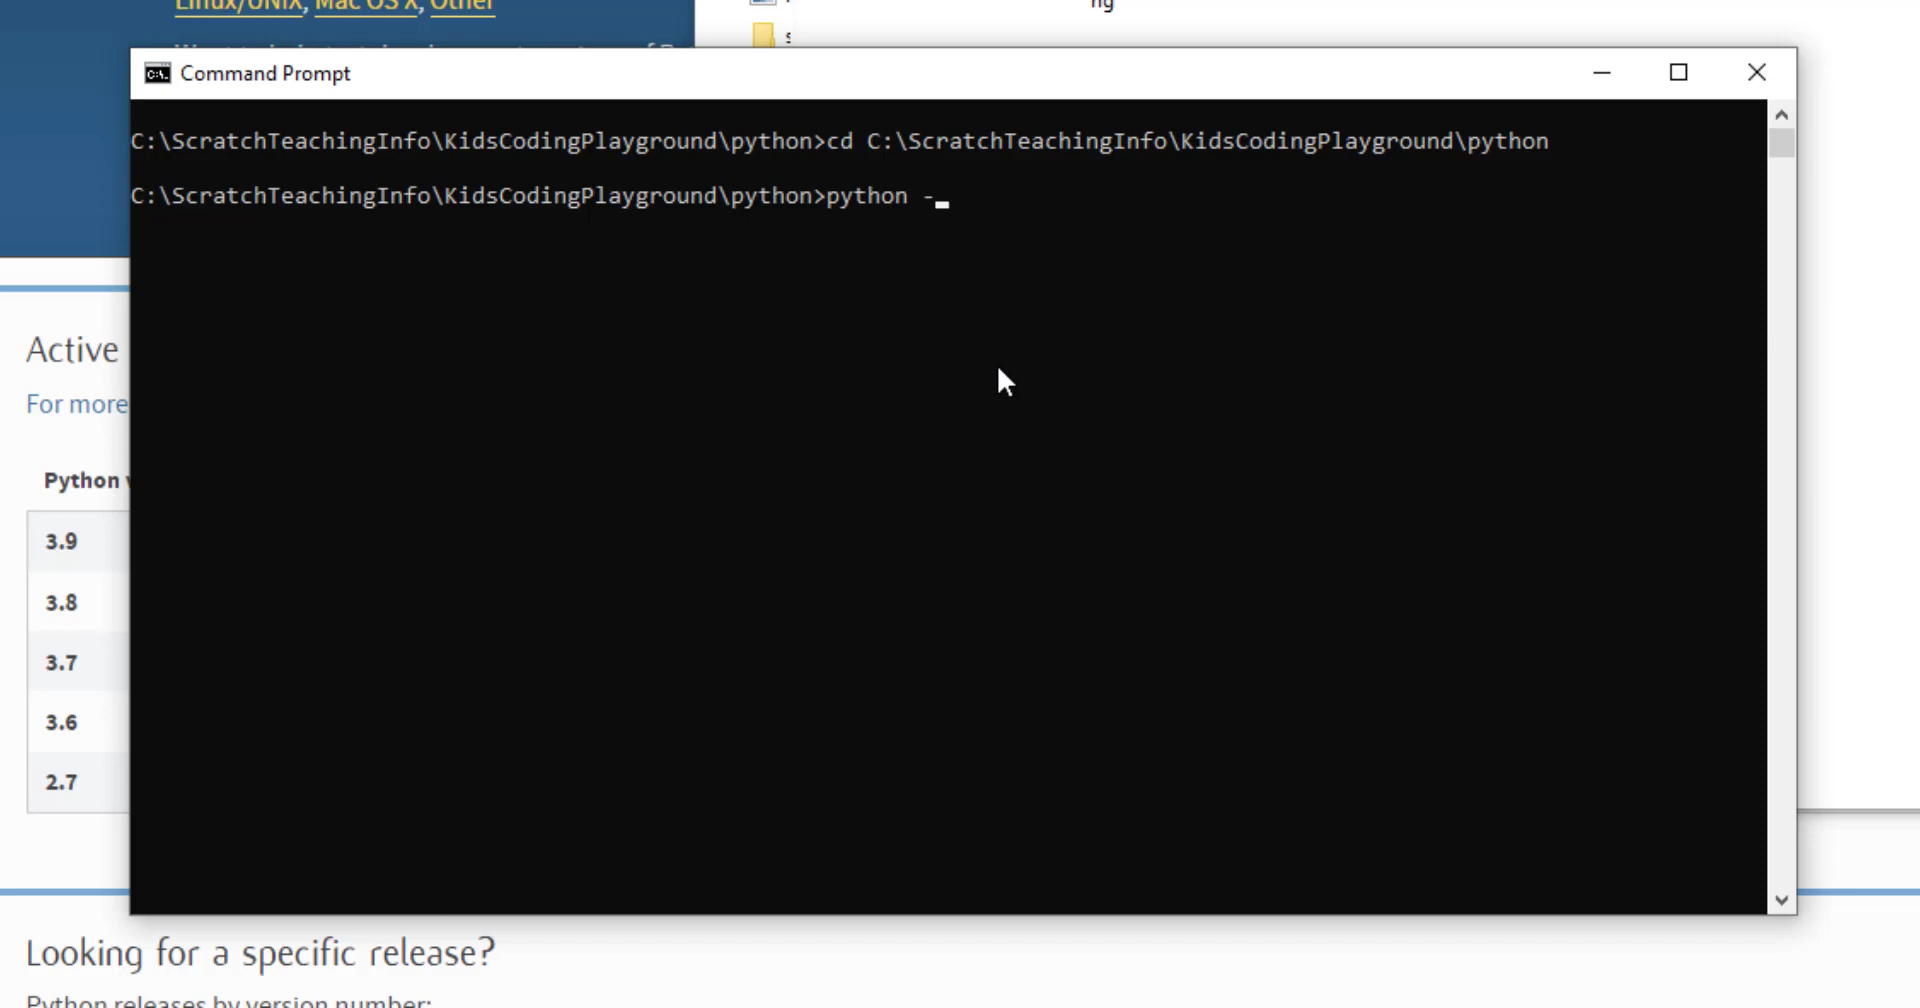 Linux/UNIX, Mac OS X, Other
ng
Command Prompt
C:\ScratchTeachingInfo\KidsCodingPlayground\python>cd C:\ScratchTeachingInfo\KidsCodingPlayground\python
C:\ScratchTeachingInfo\KidsCodingPlayground\python>python -
Active
For more
Python
3.9
3.8
3.7
3.6
2.7
Looking for a specific release?
Python releases by version number: